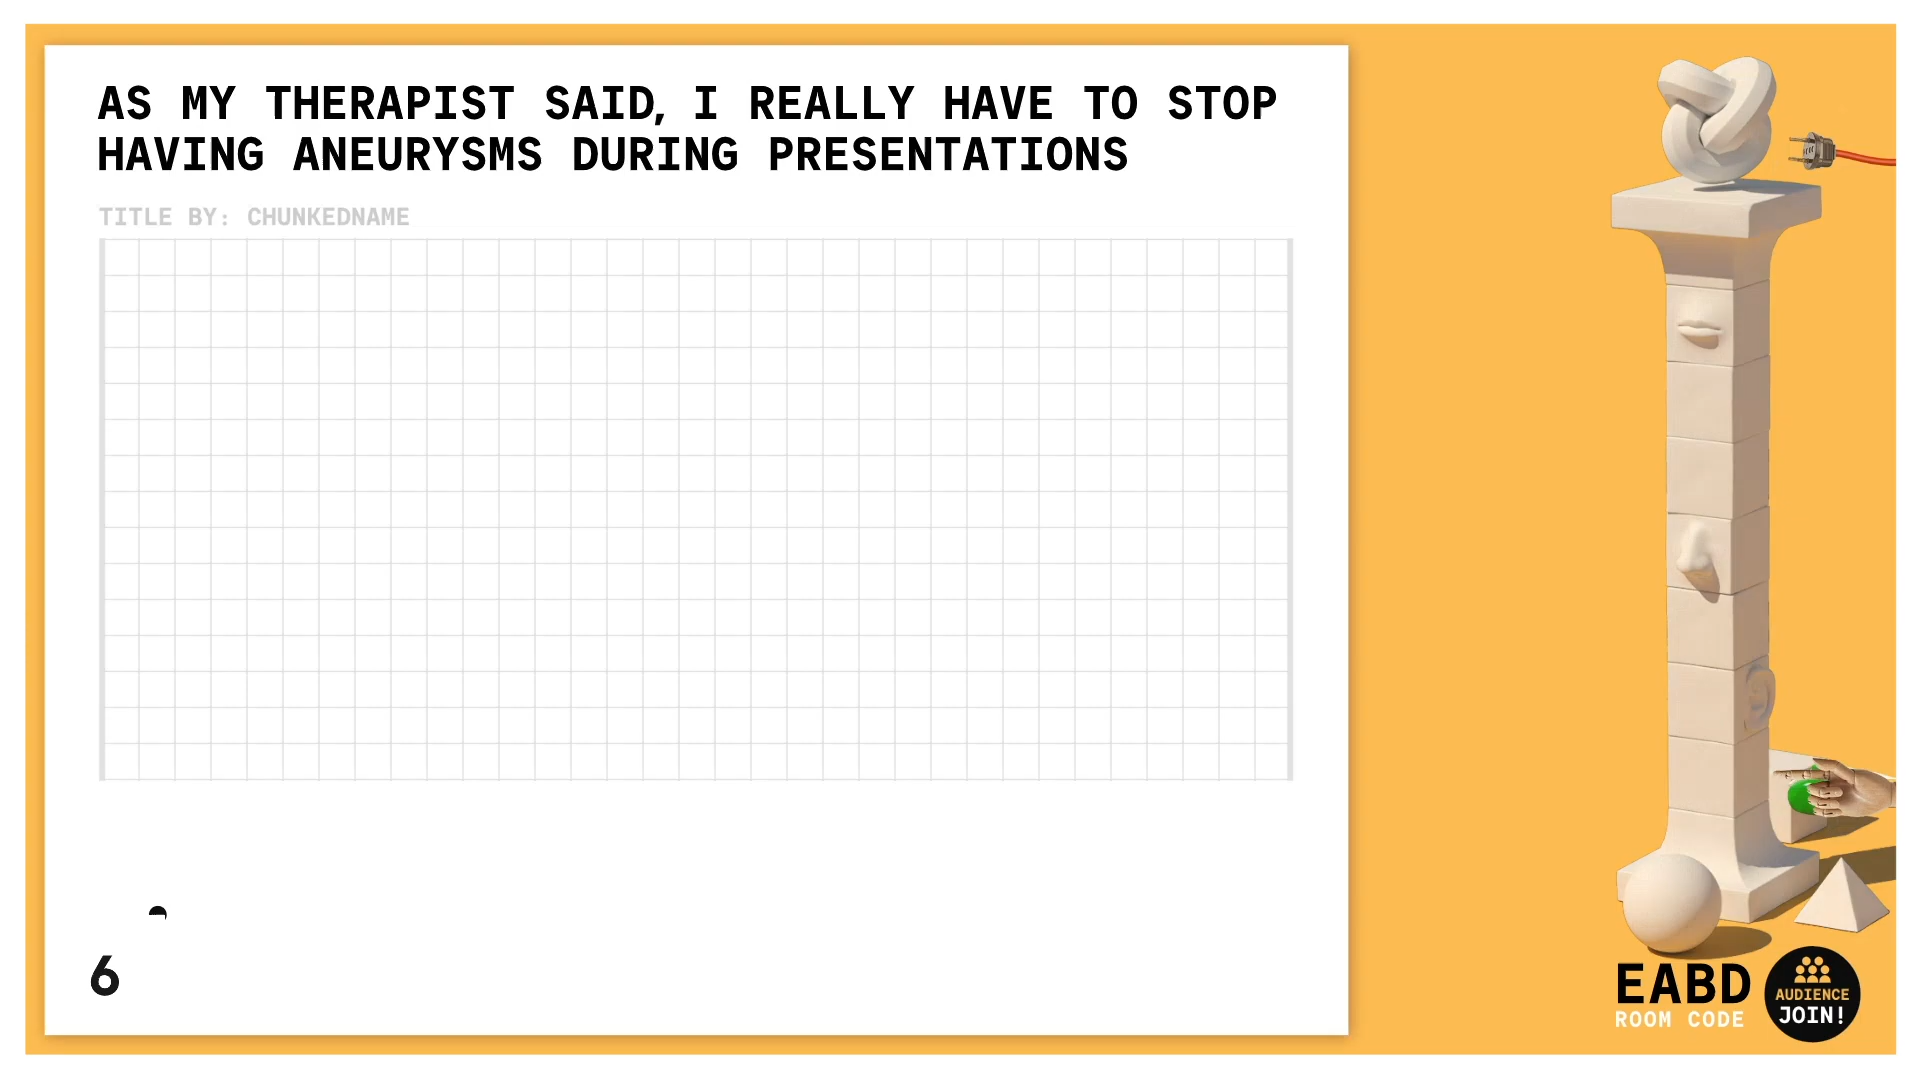 AS MY THERAPIST SAID, I REALLY HAVE TO STOP
HAVING ANEURYSMS DURING PRESENTATIONS
TITLE BY: CHUNKEDNAME
6
EABD
ROOM CODE
AUDIENCE
JOIN!